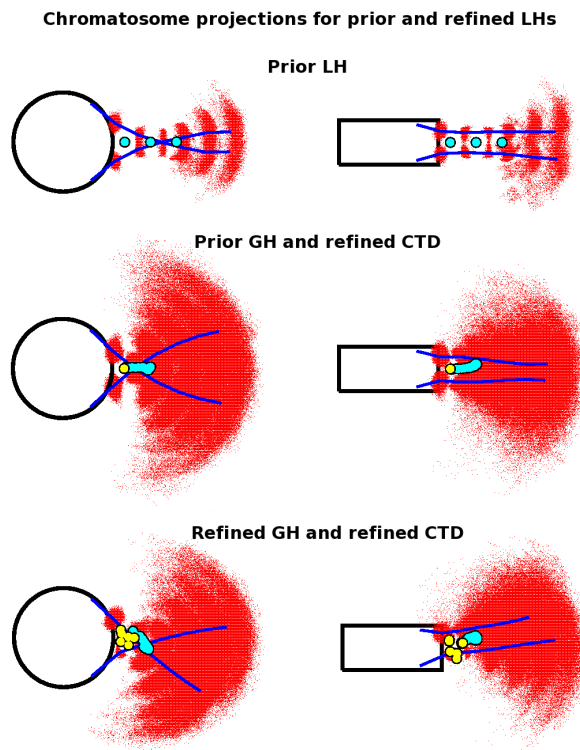 Chromatosome projections for prior and refined LHs
Prior LH
Prior GH and refined CTD
Refined GH and refined CTD